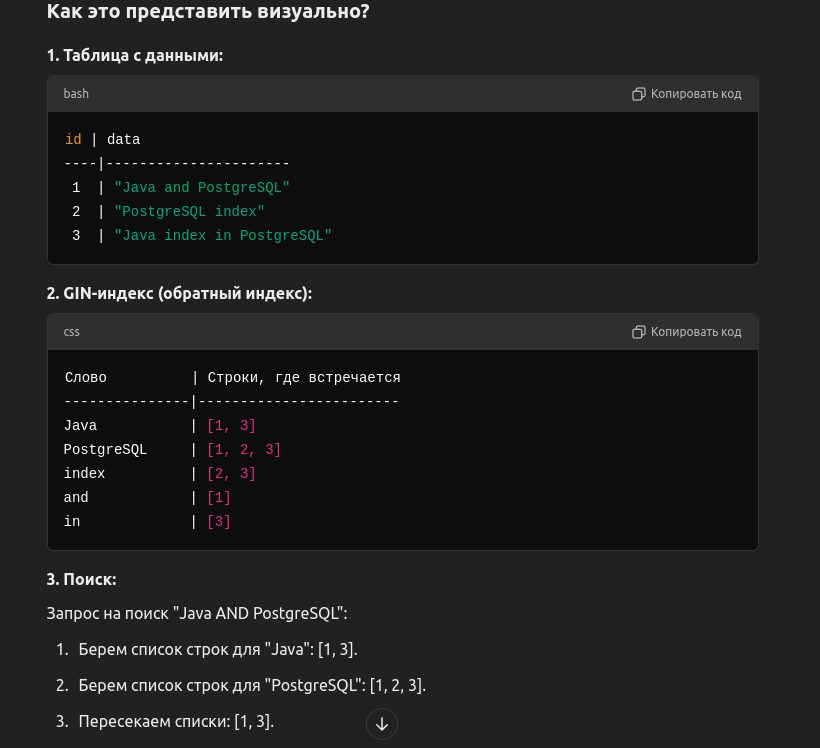 Как это представить визуально?
1. Таблица с данными:
bash
Копировать код
id | data
----|----------------------
1 | "Java and PostgreSQL"
2 | "PostgreSQL index"
3 | "Java index in PostgreSQL"
2. GIN-индекс (обратный индекс):
css
Копировать код
Слово | Строки, где встречается
---------------|------------------------
Java | [1, 3]
PostgreSQL | [1, 2, 3]
index | [2, 3]
and | [1]
in | [3]
3. Поиск:
Запрос на поиск "Java AND PostgreSQL":
1. Берем список строк для "Java": [1, 3].
2. Берем список строк для "PostgreSQL": [1, 2, 3].
3. Пересекаем списки: [1, 3].